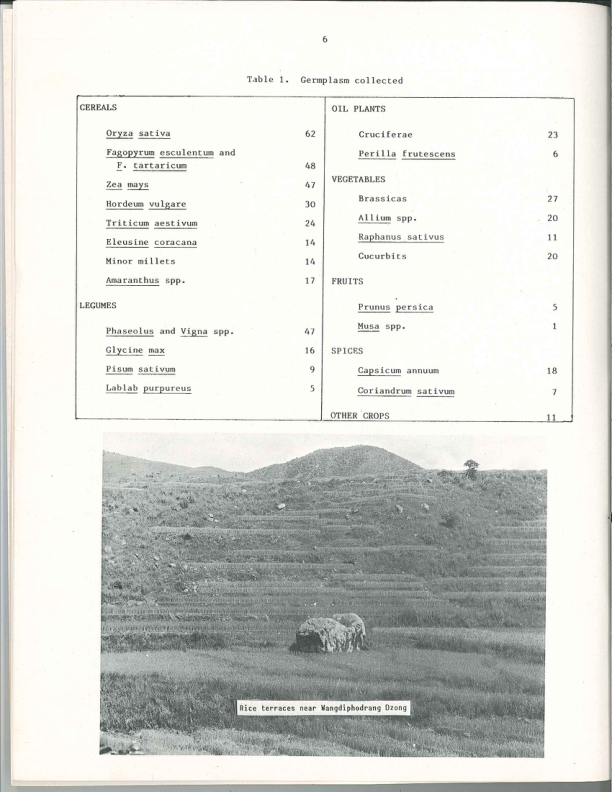 6
Table 1. Germplasm collected
CEREALS
Oryza sativa 62
Fagopyrum esculentum and
F. tartaricum 48
Zea mays 47
Hordeum vulgare 30
Triticum aestivum 24
Eleusine coracana 14
Minor millets 14
Amaranthus spp. 17
LEGUMES
Phaseolus and Vigna spp. 47
Glycine max 16
Pisum sativum 9
Lablab purpureus 5
OIL PLANTS
Cruciferae 23
Perilla frutescens 6
VEGETABLES
Brassicas 27
Allium spp. 20
Raphanus sativus 11
Cucurbits 20
FRUITS
Prunus persica 5
Musa spp. 1
SPICES
Capsicum annuum 18
Coriandrum sativum 7
OTHER CROPS 11
Rice terraces near Wangdiphodrang Dzong